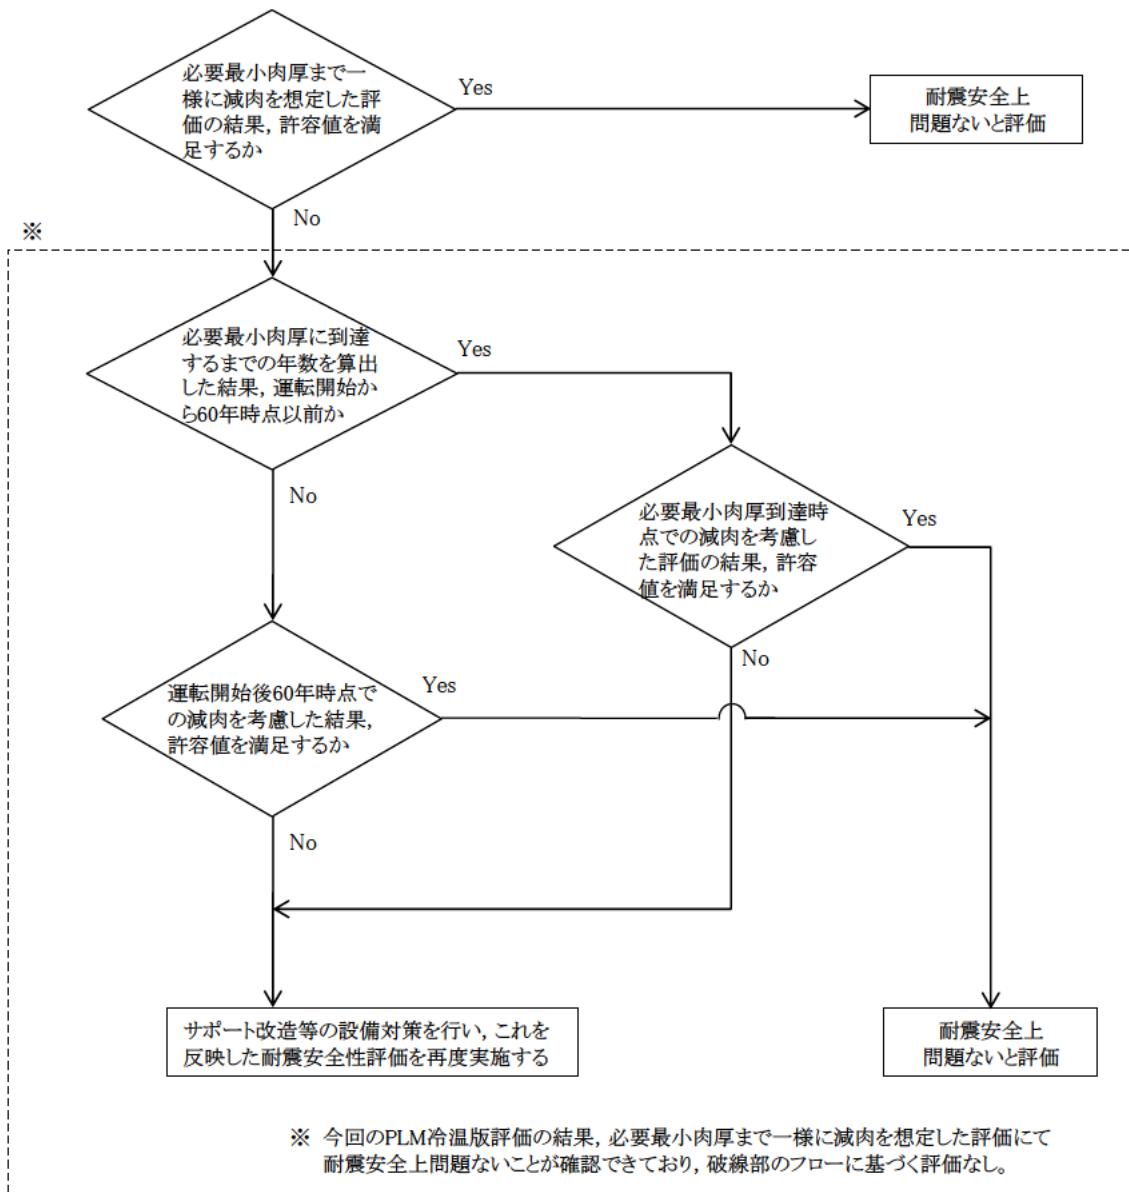 必要最小肉厚まで一
様に減肉を想定した評
価の結果，許容値を満
足するか
Yes
耐震安全上
問題ないと評価
No
※
必要最小肉厚に到達
するまでの年数を算出
した結果，運転開始か
ら60年時点以前か
Yes
No
必要最小肉厚到達時
点での減肉を考慮し
た評価の結果，許容
値を満足するか
Yes
No
運転開始後60年時点で
の減肉を考慮した結果，
許容値を満足するか
Yes
No
サポート改造等の設備対策を行い，これを
反映した耐震安全性評価を再度実施する
耐震安全上
問題ないと評価
※ 今回のPLM冷温版評価の結果，必要最小肉厚まで一様に減肉を想定した評価にて
耐震安全上問題ないことが確認できており，破線部のフローに基づく評価なし。